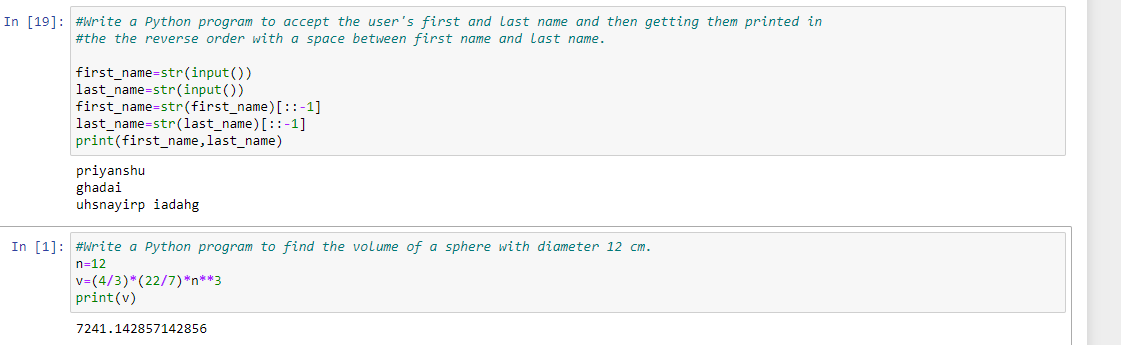 In [19]: #Write a Python program to accept the user's first and last name and then getting them printed in
#the the reverse order with a space between first name and last name.
first_name=str(input())
last_name=str(input())
first_name=str(first_name)[::-1]
last_name=str(last_name)[::-1]
print(first_name,last_name)
priyanshu
ghadai
uhsnayirp iadahg
In [1]: #Write a Python program to find the volume of a sphere with diameter 12 cm.
n=12
v=(4/3)*(22/7)*n**3
print(v)
7241.142857142856